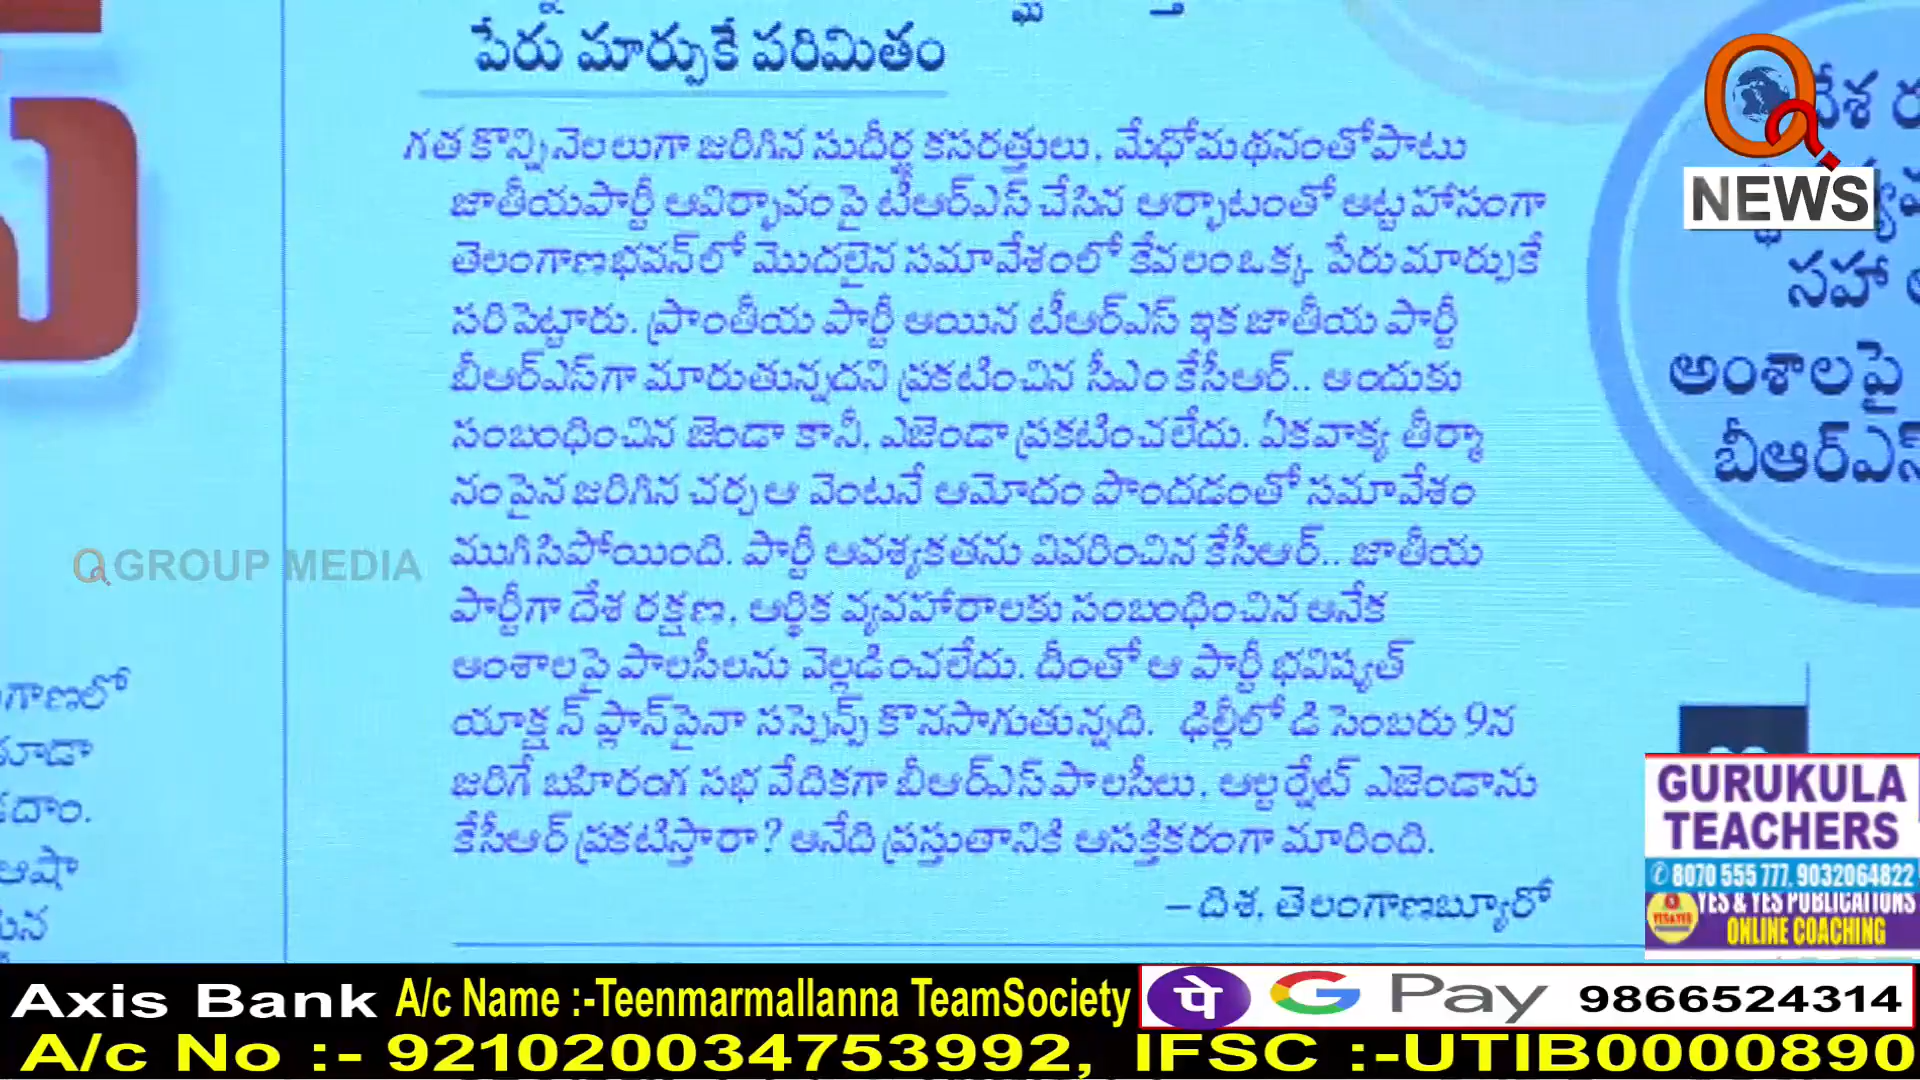 పేరు మార్పుకే పరిమితం
గత కొన్ని నెలలుగా జరిగిన సుదీర్ఘ కసరత్తులు, మేధోమథనంతోపాటు
జాతీయపార్టీ ఆవిర్భావంపై టీఆర్ఎస్ చేసిన ఆర్భాటంతో అట్టహాసంగా
తెలంగాణభవన్‌లో మొదలైన సమావేశంలో కేవలం ఒక్క పేరు మార్పుకే
సరిపెట్టారు. ప్రాంతీయ పార్టీ అయిన టీఆర్ఎస్ ఇక జాతీయ పార్టీ
బీఆర్ఎస్‌గా మారుతున్నదని ప్రకటించిన సీఎం కేసీఆర్.. అందుకు
సంబంధించిన జెండా కానీ, ఎజెండా ప్రకటించలేదు. ఏకవాక్య తీర్మా
నంపైన జరిగిన చర్చ ఆ వెంటనే ఆమోదం పొందడంతో సమావేశం
ముగిసిపోయింది. పార్టీ ఆవశ్యకతను వివరించిన కేసీఆర్.. జాతీయ
పార్టీగా దేశ రక్షణ, ఆర్థిక వ్యవహారాలకు సంబంధించిన అనేక
అంశాలపై పాలసీలను వెల్లడించలేదు. దీంతో ఆ పార్టీ భవిష్యత్
యాక్షన్ ప్లాన్‌పైనా సస్పెన్స్ కొనసాగుతున్నది. ఢిల్లీలో డిసెంబరు 9న
జరిగే బహిరంగ సభ వేదికగా బీఆర్ఎస్ పాలసీలు, ఆల్టర్నేట్ ఎజెండాను
కేసీఆర్ ప్రకటిస్తారా? అనేది ప్రస్తుతానికి ఆసక్తికరంగా మారింది.
– దిశ, తెలంగాణబ్యూరో
Q NEWS
సహా
అంశాలపై
బీఆర్ఎస్
Q GROUP MEDIA
కదాం.
GURUKULA
TEACHERS
8070 555 777, 9032064822
YES & YES PUBLICATIONS
ONLINE COACHING
Axis Bank A/c Name :-Teenmarmallanna TeamSociety
पे G Pay 9866524314
A/c No :- 921020034753992, IFSC :-UTIB0000890